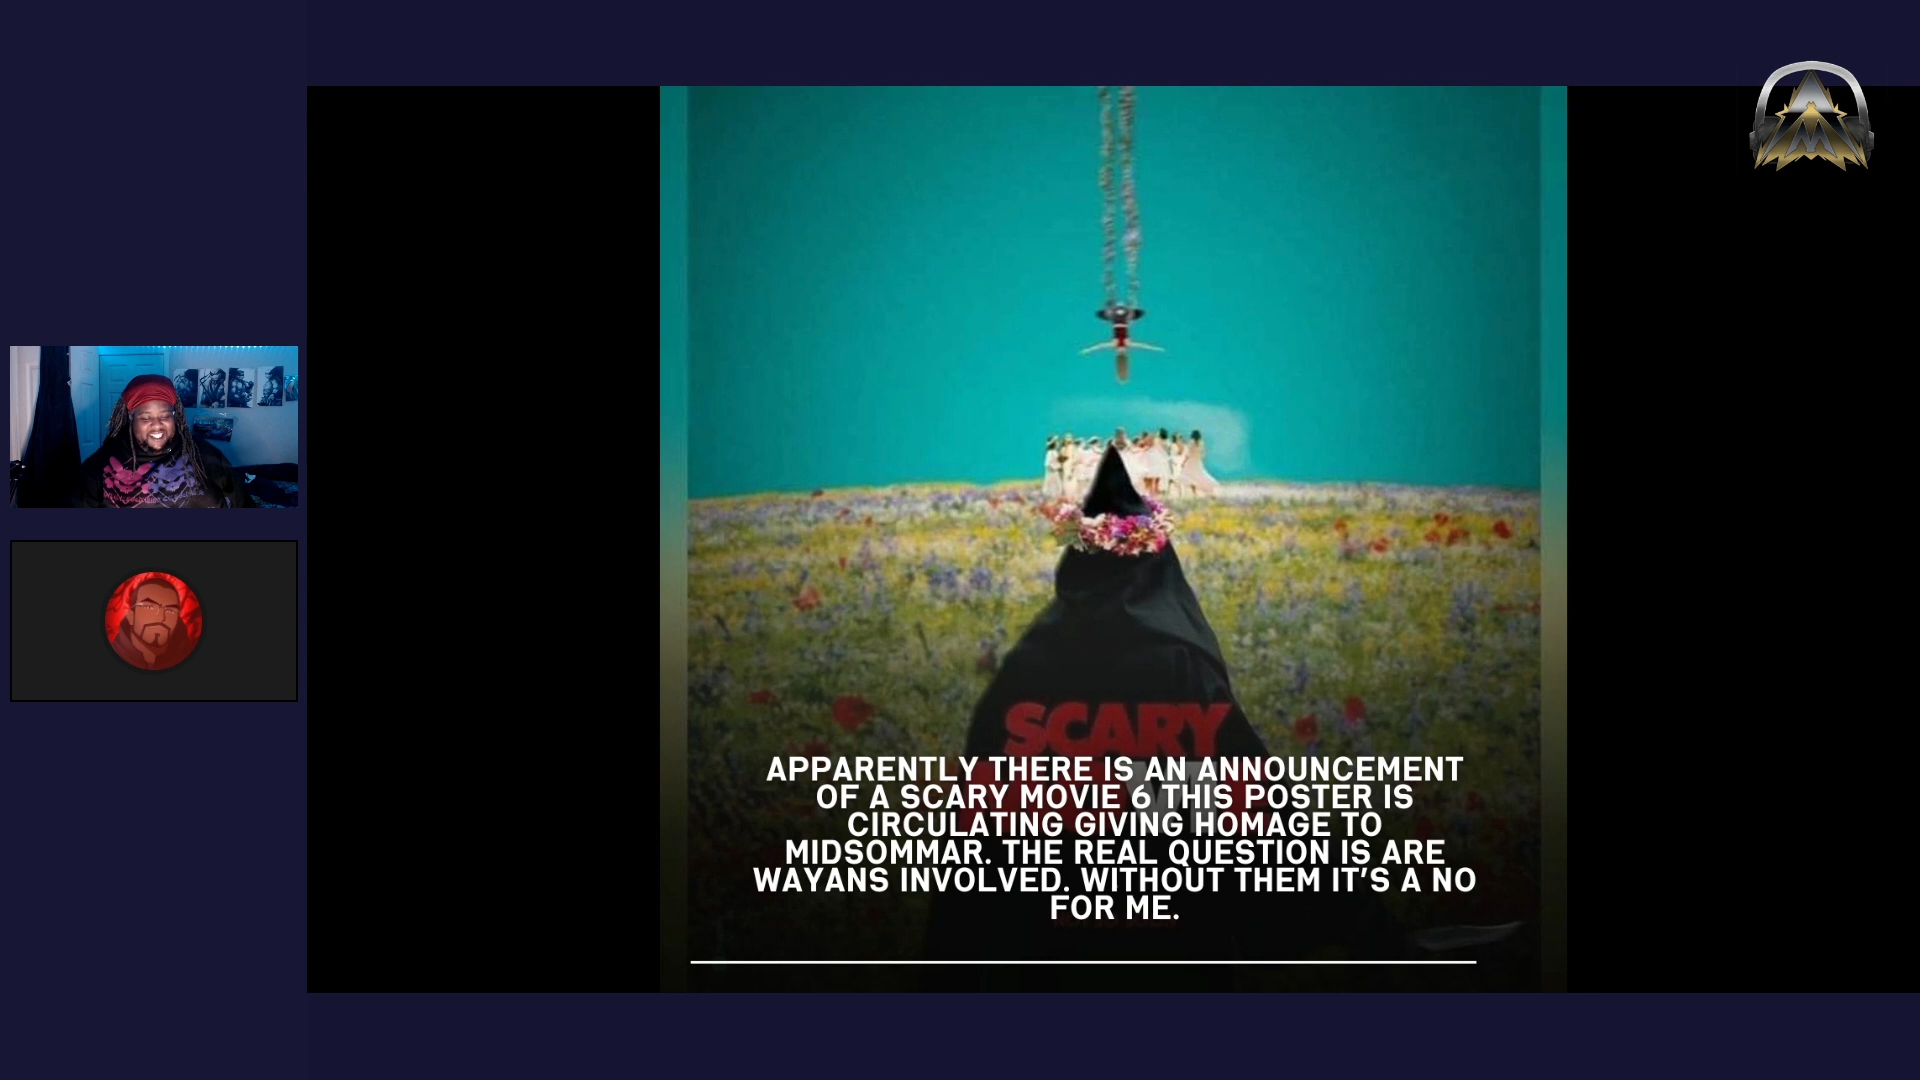 SCARY
APPARENTLY THERE IS AN ANNOUNCEMENT
OF A SCARY MOVIE 6 THIS POSTER IS
CIRCULATING GIVING HOMAGE TO
MIDSOMMAR. THE REAL QUESTION IS ARE
WAYANS INVOLVED. WITHOUT THEM IT'S A NO
FOR ME.